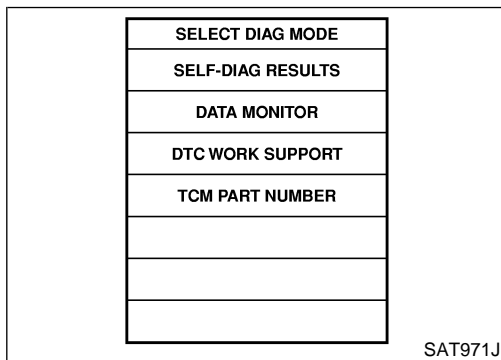 SELECT DIAG MODE
SELF-DIAG RESULTS
DATA MONITOR
DTC WORK SUPPORT
TCM PART NUMBER
SAT971J